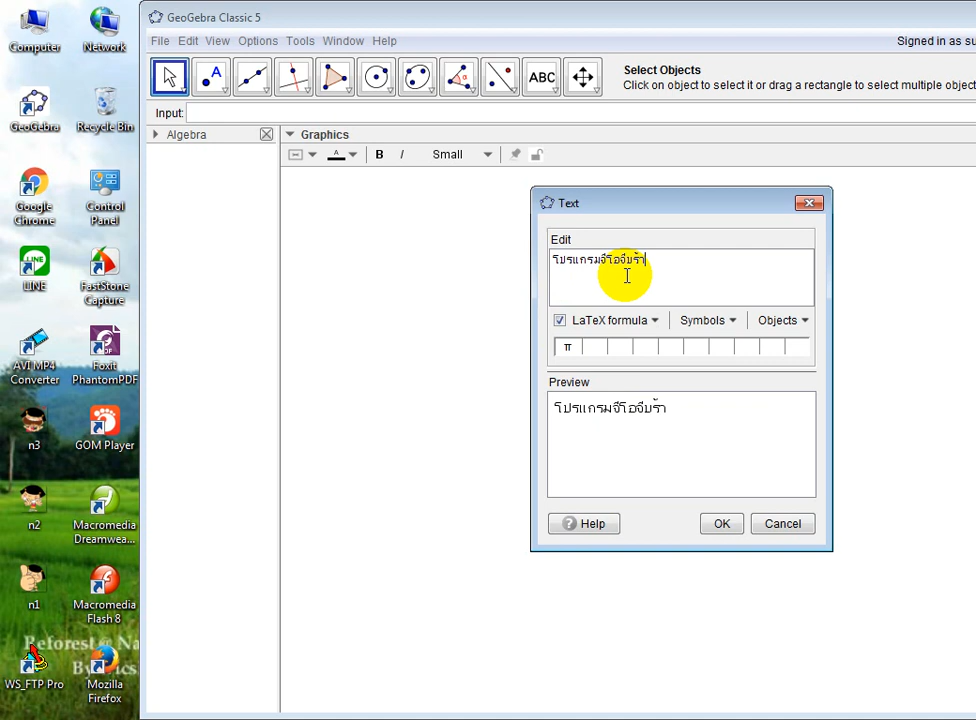 Computer
Network
GeoGebra
Recycle Bin
Google
Chrome
Control
Panel
LINE
FastStone
Capture
AVI MP4
Converter
Foxit
PhantomPDF
n3
GOM Player
n2
Macromedia
Dreamwea...
n1
Macromedia
Flash 8
Reforest @ Na
By
ics.
WS_FTP Pro
Mozilla
Firefox
GeoGebra Classic 5
File Edit View Options Tools Window Help
Signed in as su
A
α
ABC
Select Objects
Click on object to select it or drag a rectangle to select multiple object
Input:
Algebra
Graphics
A B I Small
Text
Edit
โปรแกรมจีโอจีบร้า
LaTeX formula Symbols Objects
π
Preview
โปรแกรมจีโอจีบร้า
? Help OK Cancel